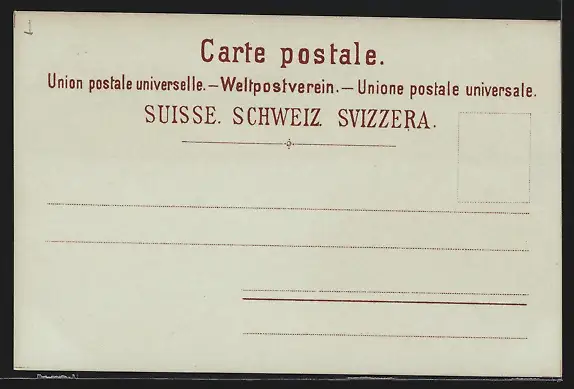 Carte postale.
Union postale universelle.—Weltpostverein.—Unione postale universale.
SUISSE. SCHWEIZ. SVIZZERA.